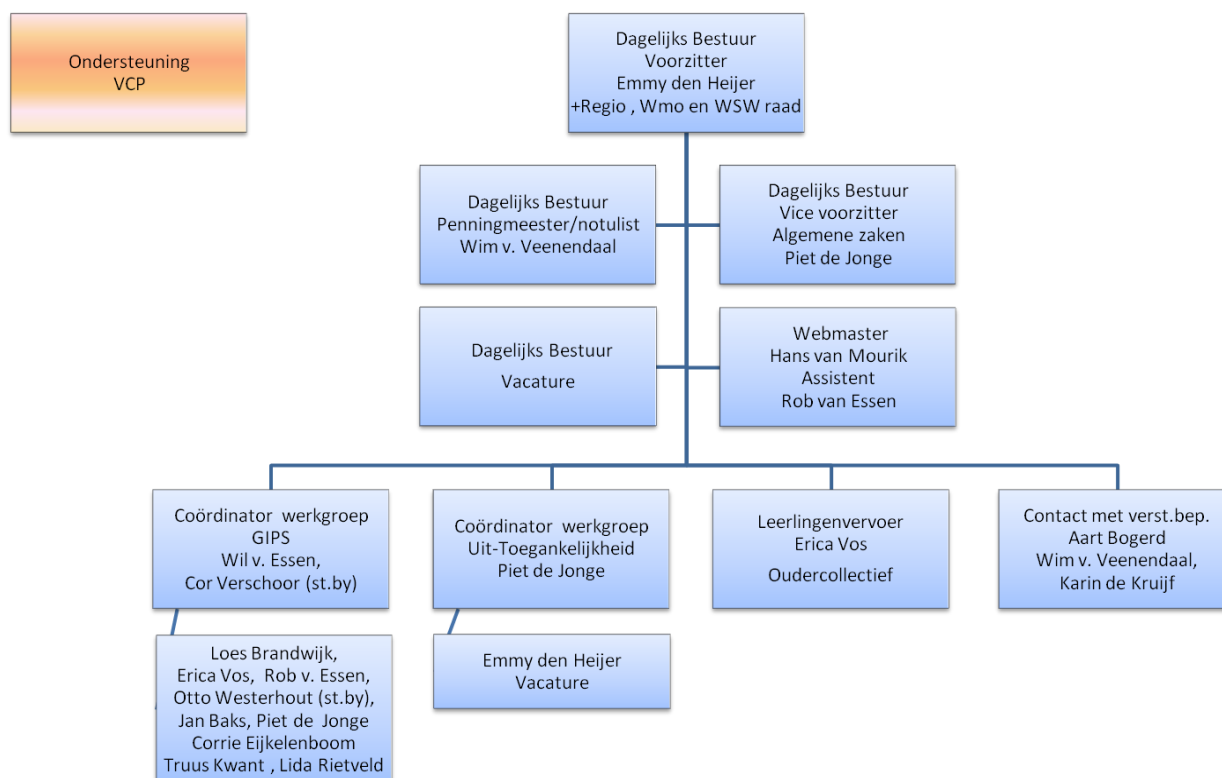 Ondersteuning
VCP
Dagelijks Bestuur
Voorzitter
Emmy den Heijer
+Regio , Wmo en WSW raad
Dagelijks Bestuur
Penningmeester/notulist
Wim v. Veenendaal
Dagelijks Bestuur
Vice voorzitter
Algemene zaken
Piet de Jonge
Dagelijks Bestuur
Vacature
Webmaster
Hans van Mourik
Assistent
Rob van Essen
Coördinator werkgroep
GIPS
Wil v. Essen,
Cor Verschoor (st.by)
Coördinator werkgroep
Uit-Toegankelijkheid
Piet de Jonge
Leerlingenvervoer
Erica Vos
Oudercollectief
Contact met verst.bep.
Aart Bogerd
Wim v. Veenendaal,
Karin de Kruijf
Loes Brandwijk,
Erica Vos, Rob v. Essen,
Otto Westerhout (st.by),
Jan Baks, Piet de Jonge
Corrie Eijkelenboom
Truus Kwant , Lida Rietveld
Emmy den Heijer
Vacature